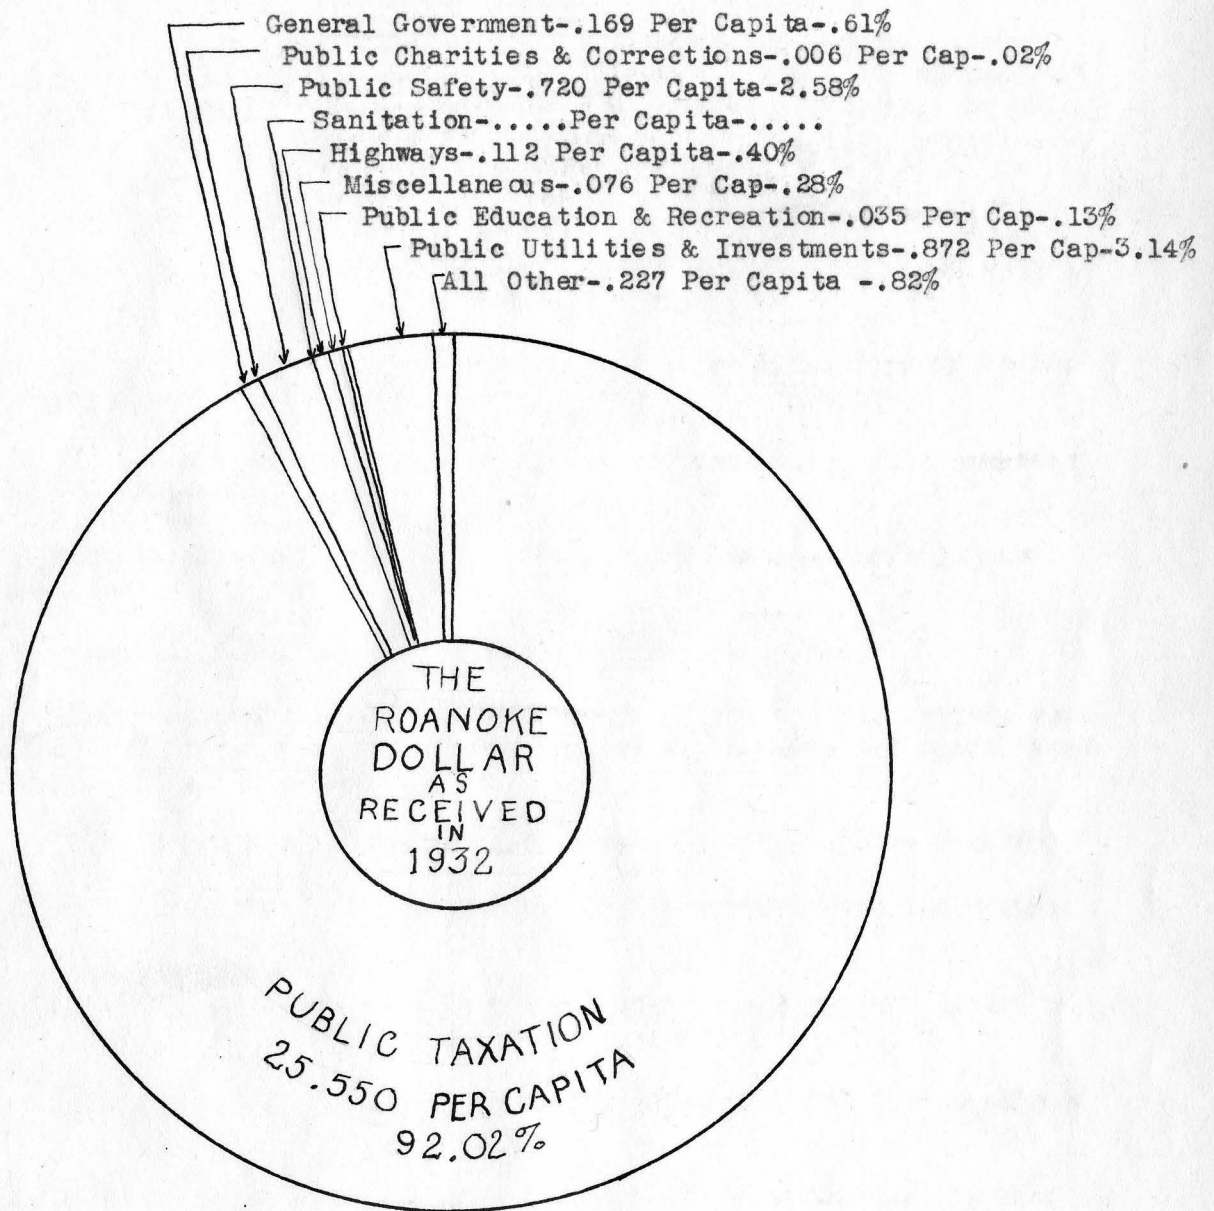 General Government-.169 Per Capita-.61%
Public Charities & Corrections-.006 Per Cap-.02%
Public Safety-.720 Per Capita-2.58%
Sanitation-.....Per Capita-.....
Highways-.112 Per Capita-.40%
Miscellaneous-.076 Per Cap-.28%
Public Education & Recreation-.035 Per Cap-.13%
Public Utilities & Investments-.872 Per Cap-3.14%
All Other-.227 Per Capita -.82%
THE
ROANOKE
DOLLAR
AS
RECEIVED
IN
1932
PUBLIC TAXATION
25.550 PER CAPITA
92.02%